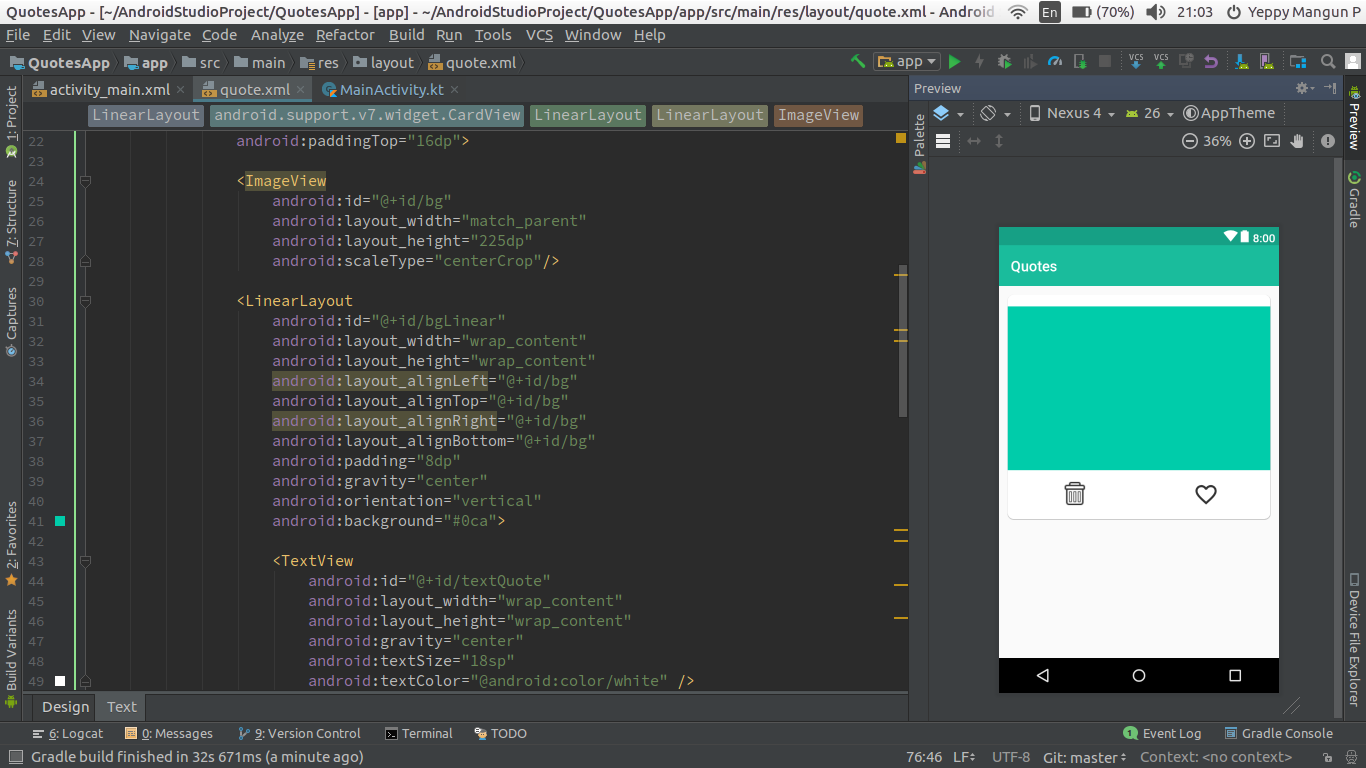 QuotesApp - [~/AndroidStudioProject/QuotesApp] - [app] - ~/AndroidStudioProject/QuotesApp/app/src/main/res/layout/quote.xml - Android
En (70%) 21:03 Yeppy Mangun P
File Edit View Navigate Code Analyze Refactor Build Run Tools VCS Window Help
QuotesApp app src main res layout quote.xml app VCS VCS
activity_main.xml quote.xml MainActivity.kt
LinearLayout android.support.v7.widget.CardView LinearLayout LinearLayout ImageView
22 android:paddingTop="16dp">
23
24 <ImageView
25 android:id="@+id/bg"
26 android:layout_width="match_parent"
27 android:layout_height="225dp"
28 android:scaleType="centerCrop"/>
29
30 <LinearLayout
31 android:id="@+id/bgLinear"
32 android:layout_width="wrap_content"
33 android:layout_height="wrap_content"
34 android:layout_alignLeft="@+id/bg"
35 android:layout_alignTop="@+id/bg"
36 android:layout_alignRight="@+id/bg"
37 android:layout_alignBottom="@+id/bg"
38 android:padding="8dp"
39 android:gravity="center"
40 android:orientation="vertical"
41 android:background="#0ca">
42
43 <TextView
44 android:id="@+id/textQuote"
45 android:layout_width="wrap_content"
46 android:layout_height="wrap_content"
47 android:gravity="center"
48 android:textSize="18sp"
49 android:textColor="@android:color/white" />
1: Project
7: Structure
Captures
2: Favorites
Build Variants
Preview
Palette
Nexus 4 26 AppTheme
36%
8:00
Quotes
Preview
Gradle
Device File Explorer
Design Text
6: Logcat 0: Messages 9: Version Control Terminal TODO 1 Event Log Gradle Console
Gradle build finished in 32s 671ms (a minute ago) 76:46 LF UTF-8 Git: master Context: <no context>